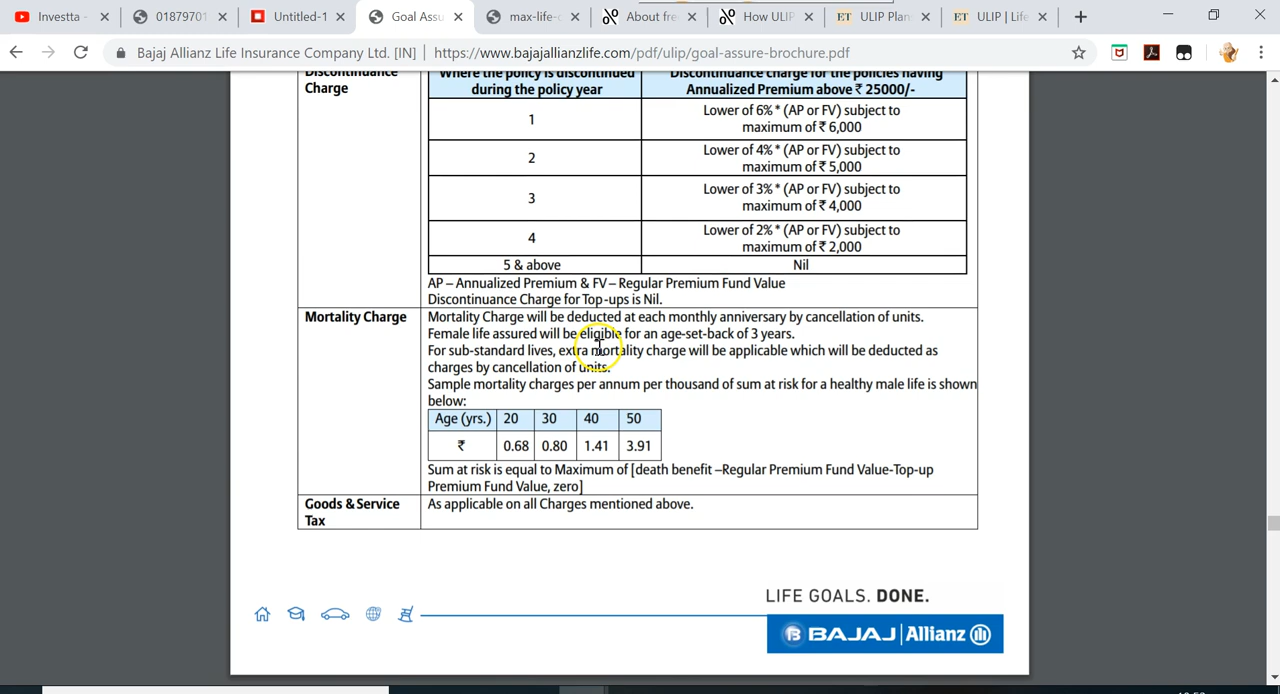 Investta -
01879701
Untitled-1
Goal Assu
max-life-c
About fre
How ULIP
ULIP Plan
ULIP | Life
Bajaj Allianz Life Insurance Company Ltd. [IN] | https://www.bajajallianzlife.com/pdf/ulip/goal-assure-brochure.pdf
Discontinuance
Charge
Where the policy is discontinued
during the policy year
Discontinuance charge for the policies having
Annualized Premium above ₹ 25000/-
1
Lower of 6% * (AP or FV) subject to
maximum of ₹ 6,000
2
Lower of 4% * (AP or FV) subject to
maximum of ₹ 5,000
3
Lower of 3% * (AP or FV) subject to
maximum of ₹ 4,000
4
Lower of 2% * (AP or FV) subject to
maximum of ₹ 2,000
5 & above
Nil
AP – Annualized Premium & FV – Regular Premium Fund Value
Discontinuance Charge for Top-ups is Nil.
Mortality Charge
Mortality Charge will be deducted at each monthly anniversary by cancellation of units.
Female life assured will be eligible for an age-set-back of 3 years.
For sub-standard lives, extra mortality charge will be applicable which will be deducted as
charges by cancellation of units.
Sample mortality charges per annum per thousand of sum at risk for a healthy male life is shown
below:
Age (yrs.) 20 30 40 50
₹ 0.68 0.80 1.41 3.91
Sum at risk is equal to Maximum of [death benefit –Regular Premium Fund Value-Top-up
Premium Fund Value, zero]
Goods & Service
Tax
As applicable on all Charges mentioned above.
LIFE GOALS. DONE.
BAJAJ | Allianz